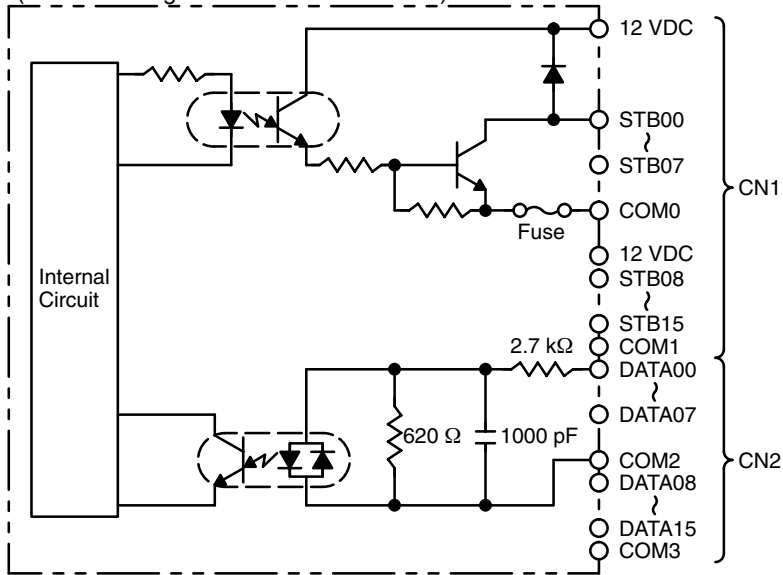 12 VDC
STB00
~
STB07
CN1
COM0
Fuse
12 VDC
STB08
~
STB15
Internal
Circuit
2.7 kΩ
COM1
DATA00
~
DATA07
620 Ω
1000 pF
COM2
CN2
DATA08
~
DATA15
COM3